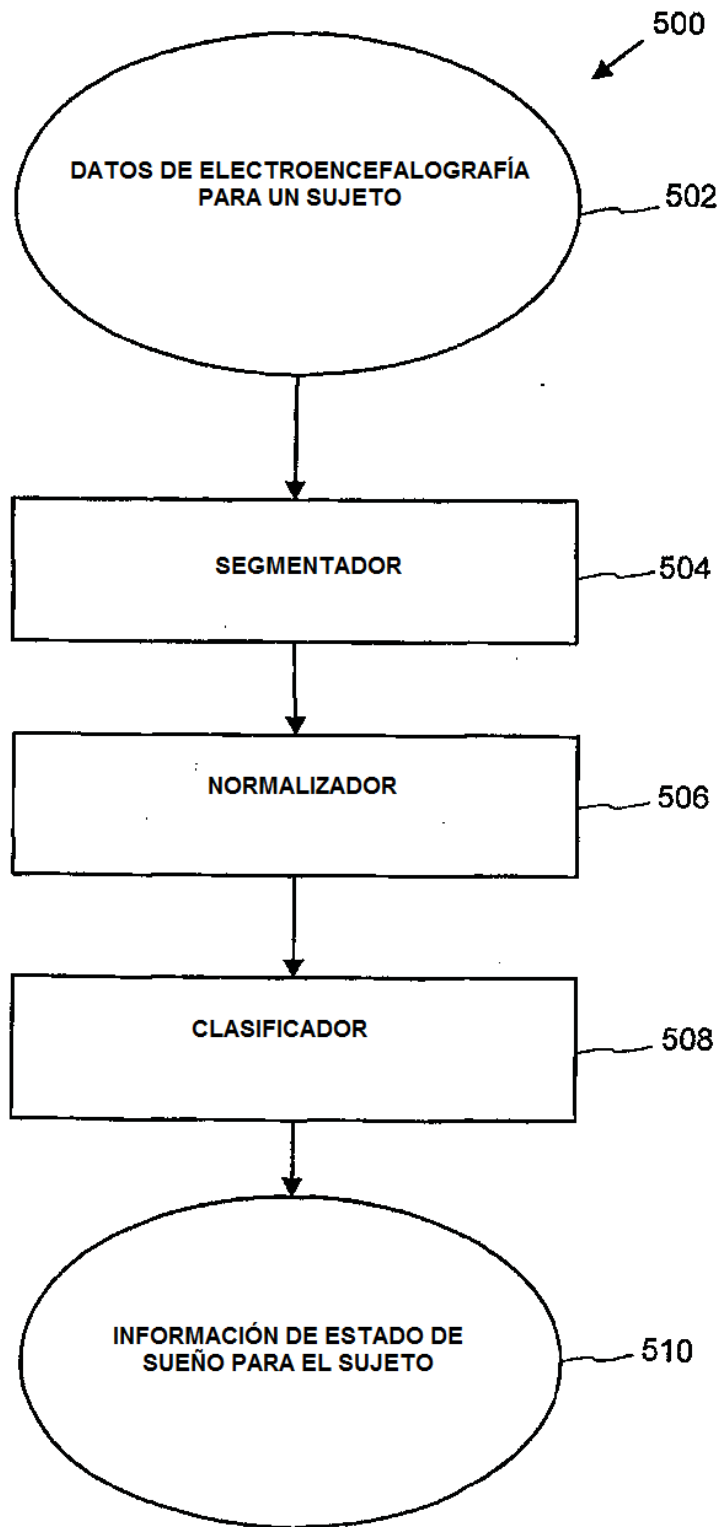 500
DATOS DE ELECTROENCEFALOGRAFÍA
PARA UN SUJETO
502
SEGMENTADOR
504
NORMALIZADOR
506
CLASIFICADOR
508
INFORMACIÓN DE ESTADO DE
SUEÑO PARA EL SUJETO
510